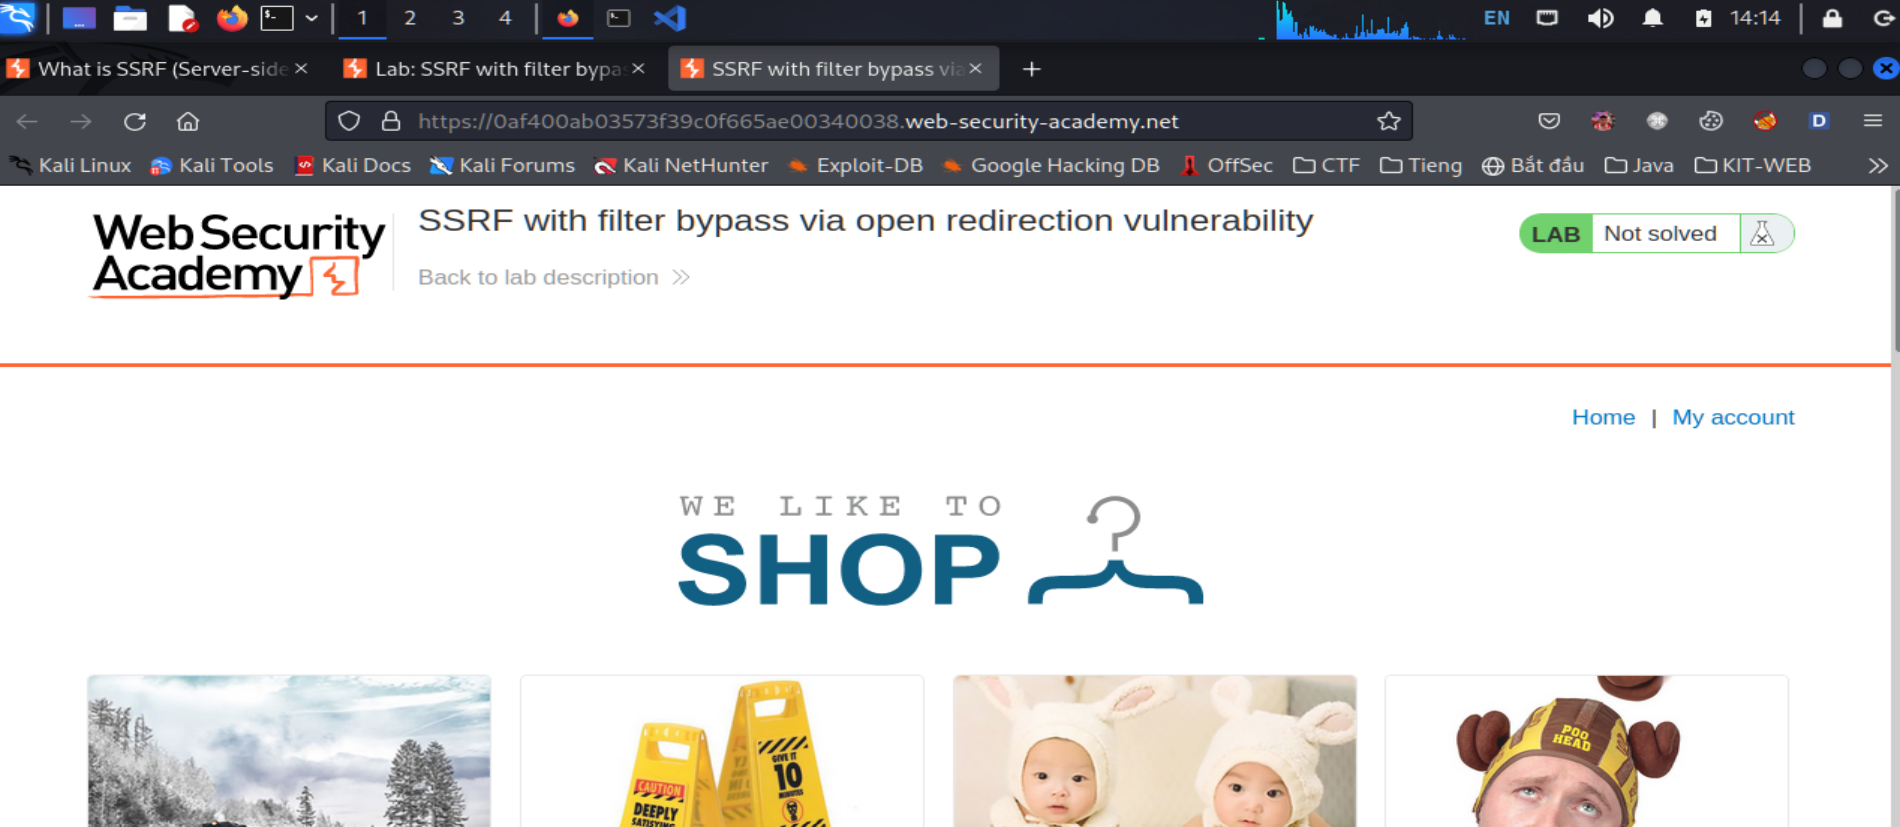 1 2 3 4 EN 14:14
What is SSRF (Server-side Lab: SSRF with filter bypas SSRF with filter bypass via
https://0af400ab03573f39c0f665ae00340038.web-security-academy.net D
Kali Linux Kali Tools Kali Docs Kali Forums Kali NetHunter Exploit-DB Google Hacking DB OffSec CTF Tieng Bắt đầu Java KIT-WEB
Web Security
Academy
SSRF with filter bypass via open redirection vulnerability
Back to lab description
LAB Not solved
Home | My account
WE LIKE TO
SHOP
CAUTION
DEEPLY
SATISFYING
GIVE IT
10
MINUTES
POO
HEAD